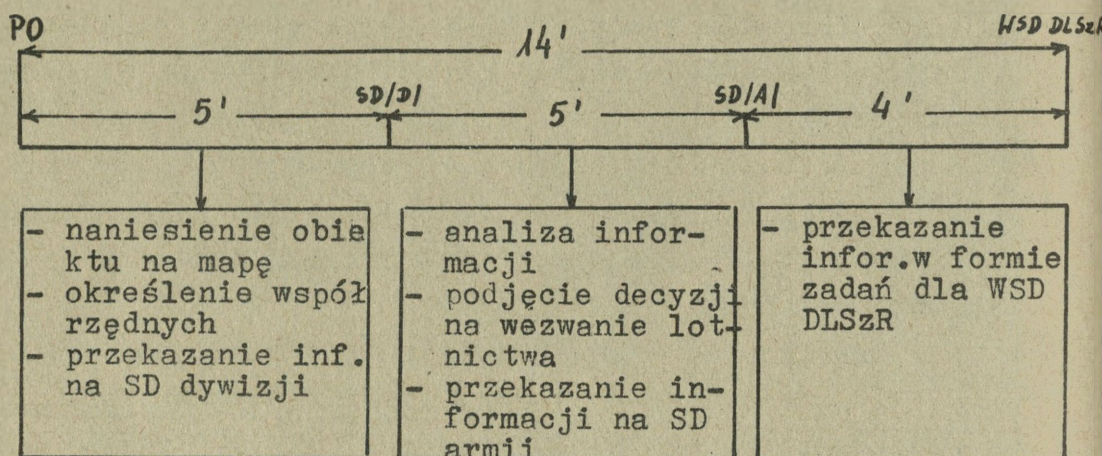 PO
WSD DLSzR
14'
5'
SD/D/
5'
SD/A/
4'
- naniesienie obie
ktu na mapę
- określenie współ
rzędnych
- przekazanie inf.
na SD dywizji
- analiza infor-
macji
- podjęcie decyzji
na wezwanie lot-
nictwa
- przekazanie in-
formacji na SD
armii
- przekazanie
infor.w formie
zadań dla WSD
DLSzR